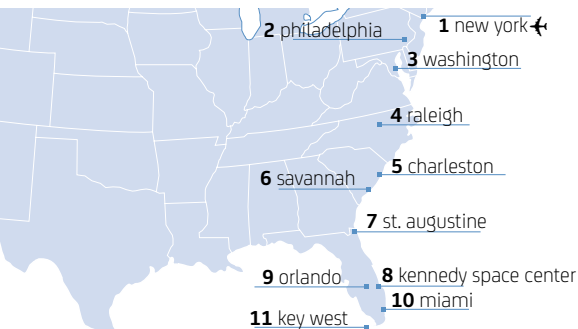 1 new york
2 philadelphia
3 washington
4 raleigh
5 charleston
6 savannah
7 st. augustine
8 kennedy space center
9 orlando
10 miami
11 key west